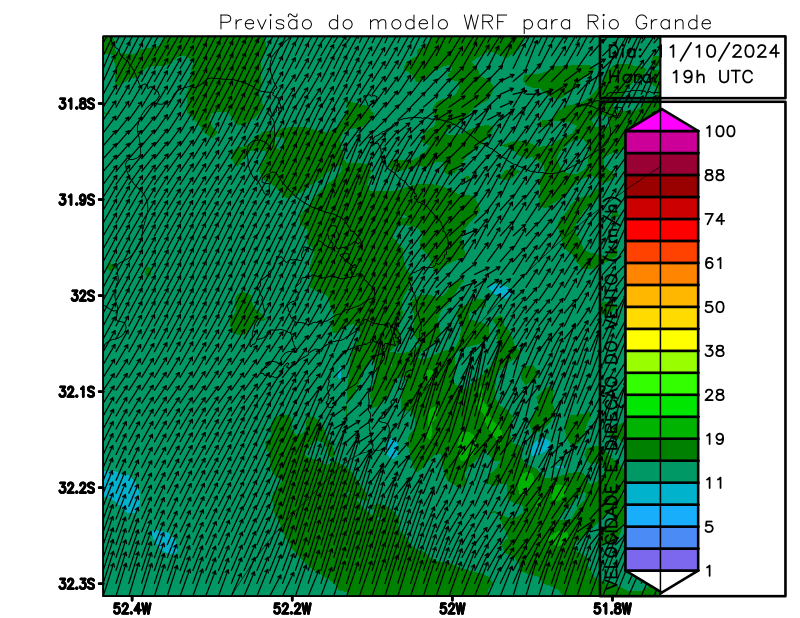 Previsão do modelo WRF para Rio Grande
Dia: 11/10/2024
Hora: 19h UTC
31.8S
31.9S
32S
32.1S
32.2S
32.3S
52.4W
52.2W
52W
51.8W
VELOCIDADE E DIREÇÃO DO VENTO (km/h)
100
88
74
61
50
38
28
19
11
5
1